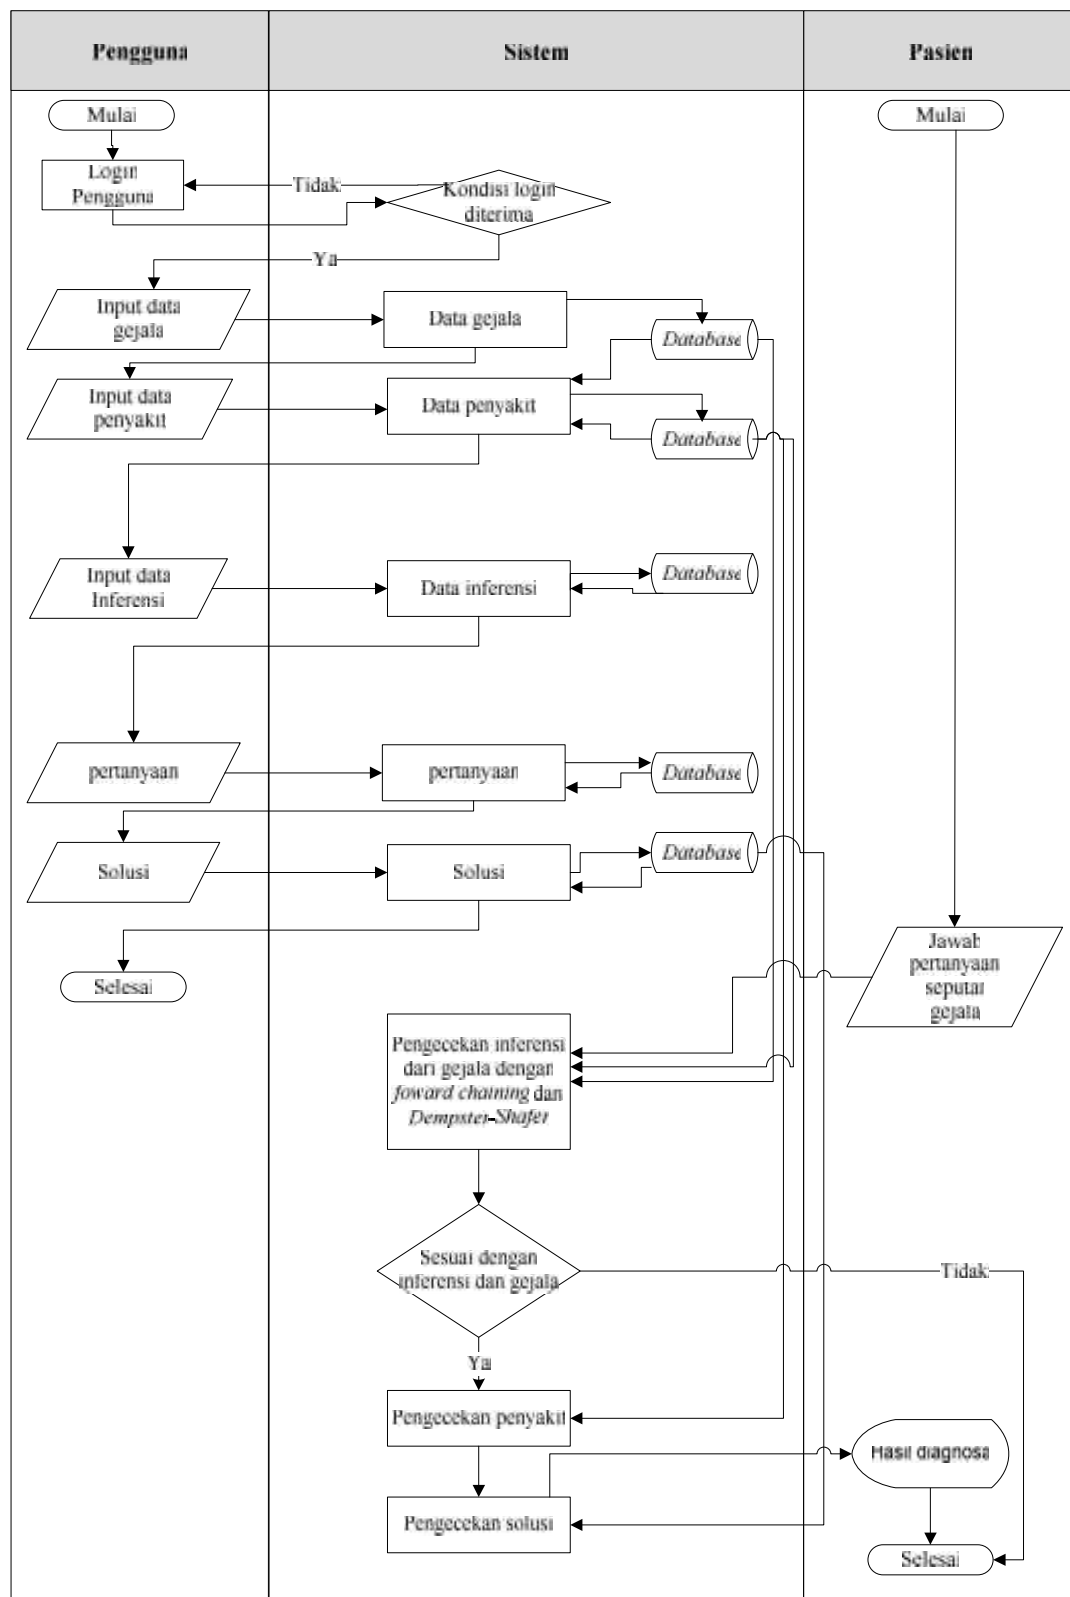 Pengguna
Sistem
Pasien
Mulai
Mulai
Login
Pengguna
Tidak
Kondisi login
diterima
Ya
Input data
gejala
Data gejala
Database
Input data
penyakit
Data penyakit
Database
Input data
Inferensi
Data inferensi
Database
pertanyaan
pertanyaan
Database
Solusi
Solusi
Database
Jawab
pertanyaan
seputar
gejala
Selesai
Pengecekan inferensi
dari gejala dengan
foward chaining dan
Dempster-Shafer
Sesuai dengan
inferensi dan gejala
Tidak
Ya
Pengecekan penyakit
Hasil diagnosa
Pengecekan solusi
Selesai